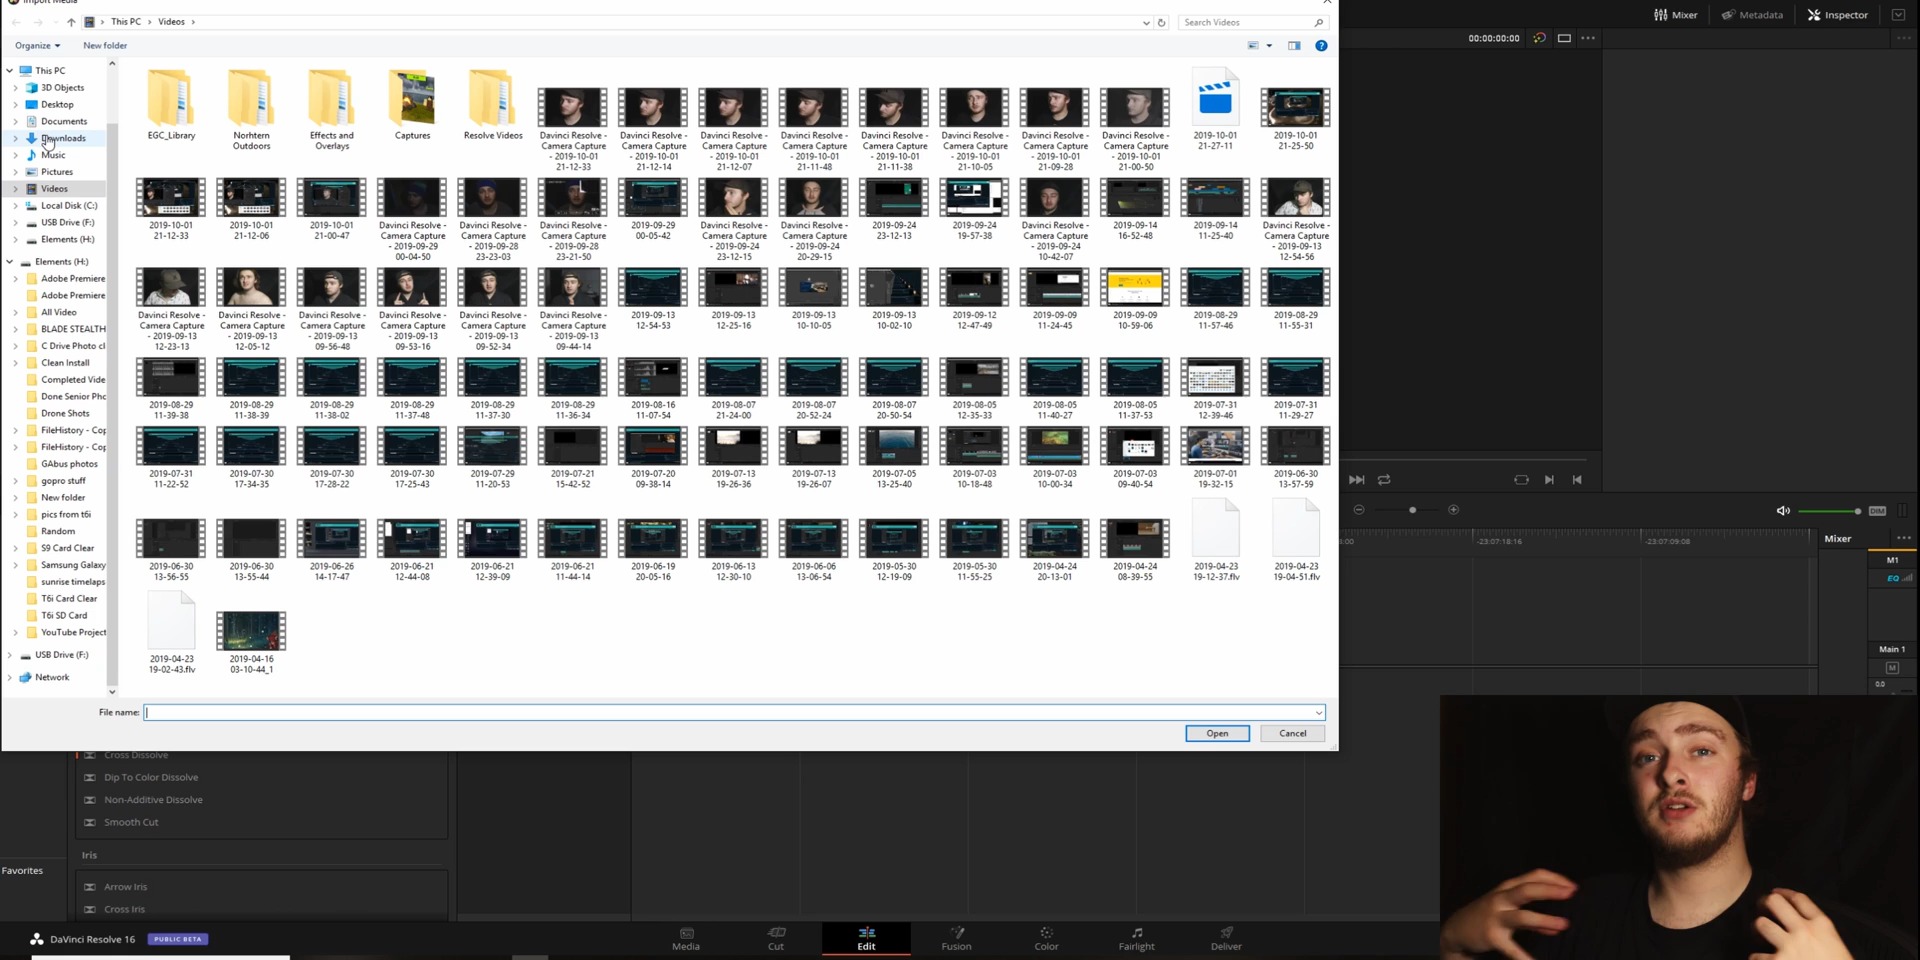 Import Media
This PC > Videos >
Search Videos
Organize
New folder
This PC
3D Objects
Desktop
Documents
Downloads
Music
Pictures
Videos
Local Disk (C:)
USB Drive (F:)
Elements (H:)
Elements (H:)
Adobe Premiere
Adobe Premiere
All Video
BLADE STEALTH
C Drive Photo cl
Clean Install
Completed Vide
Done Senior Pho
Drone Shots
FileHistory - Cop
FileHistory - Cop
GAbus photos
gopro stuff
New folder
pics from t6i
Random
S9 Card Clear
Samsung Galaxy
sunrise timelaps
T6i Card Clear
T6i SD Card
YouTube Project
USB Drive (F:)
Network
EGC_Library
Norhtern
Outdoors
Effects and
Overlays
Captures
Resolve Videos
Davinci Resolve -
Camera Capture
- 2019-10-01
21-12-33
Davinci Resolve -
Camera Capture
- 2019-10-01
21-12-14
Davinci Resolve -
Camera Capture
- 2019-10-01
21-12-07
Davinci Resolve -
Camera Capture
- 2019-10-01
21-11-48
Davinci Resolve -
Camera Capture
- 2019-10-01
21-11-38
Davinci Resolve -
Camera Capture
- 2019-10-01
21-10-05
Davinci Resolve -
Camera Capture
- 2019-10-01
21-09-28
Davinci Resolve -
Camera Capture
- 2019-10-01
21-00-50
2019-10-01
21-27-11
2019-10-01
21-25-50
2019-10-01
21-12-33
2019-10-01
21-12-06
2019-10-01
21-00-47
Davinci Resolve -
Camera Capture
- 2019-09-29
00-04-50
Davinci Resolve -
Camera Capture
- 2019-09-28
23-23-03
Davinci Resolve -
Camera Capture
- 2019-09-28
23-21-50
2019-09-29
00-05-42
Davinci Resolve -
Camera Capture
- 2019-09-24
23-12-15
Davinci Resolve -
Camera Capture
- 2019-09-24
20-29-15
2019-09-24
23-12-13
2019-09-24
19-57-38
Davinci Resolve -
Camera Capture
- 2019-09-24
10-42-07
2019-09-14
16-52-48
2019-09-14
11-25-40
Davinci Resolve -
Camera Capture
- 2019-09-13
12-54-56
Davinci Resolve -
Camera Capture
- 2019-09-13
12-23-13
Davinci Resolve -
Camera Capture
- 2019-09-13
12-05-12
Davinci Resolve -
Camera Capture
- 2019-09-13
09-56-48
Davinci Resolve -
Camera Capture
- 2019-09-13
09-53-16
Davinci Resolve -
Camera Capture
- 2019-09-13
09-52-34
Davinci Resolve -
Camera Capture
- 2019-09-13
09-44-14
2019-09-13
12-54-53
2019-09-13
12-25-16
2019-09-13
10-10-05
2019-09-13
10-02-10
2019-09-12
12-47-49
2019-09-09
11-24-45
2019-09-09
10-59-06
2019-08-29
11-57-46
2019-08-29
11-55-31
2019-08-29
11-39-38
2019-08-29
11-38-39
2019-08-29
11-38-02
2019-08-29
11-37-48
2019-08-29
11-37-30
2019-08-29
11-36-34
2019-08-16
11-07-54
2019-08-07
21-24-00
2019-08-07
20-52-24
2019-08-07
20-50-54
2019-08-05
12-35-33
2019-08-05
11-40-27
2019-08-05
11-37-53
2019-07-31
12-39-46
2019-07-31
11-29-27
2019-07-31
11-22-52
2019-07-30
17-34-35
2019-07-30
17-28-22
2019-07-30
17-25-43
2019-07-29
11-20-53
2019-07-21
15-42-52
2019-07-20
09-38-14
2019-07-13
19-26-36
2019-07-13
19-26-07
2019-07-05
13-25-40
2019-07-03
10-18-48
2019-07-03
10-00-34
2019-07-03
09-40-54
2019-07-01
19-32-15
2019-06-30
13-57-59
2019-06-30
13-56-55
2019-06-30
13-55-44
2019-06-26
14-17-47
2019-06-21
12-44-08
2019-06-21
12-39-09
2019-06-21
11-44-14
2019-06-19
20-05-16
2019-06-13
12-30-10
2019-06-06
13-06-54
2019-05-30
12-19-09
2019-05-30
11-55-25
2019-04-24
20-13-01
2019-04-24
08-39-55
2019-04-23
19-12-37.flv
2019-04-23
19-04-51.flv
2019-04-23
19-02-43.flv
2019-04-16
03-10-44_1
File name:
Open
Cancel
Mixer
Metadata
Inspector
00:00:00:00
DIM
-23:07:18:16
-23:07:09:08
Mixer
M1
EQ
Main 1
M
0.0
Cross Dissolve
Dip To Color Dissolve
Non-Additive Dissolve
Smooth Cut
Iris
Arrow Iris
Cross Iris
Favorites
DaVinci Resolve 16
PUBLIC BETA
Media
Cut
Edit
Fusion
Color
Fairlight
Deliver